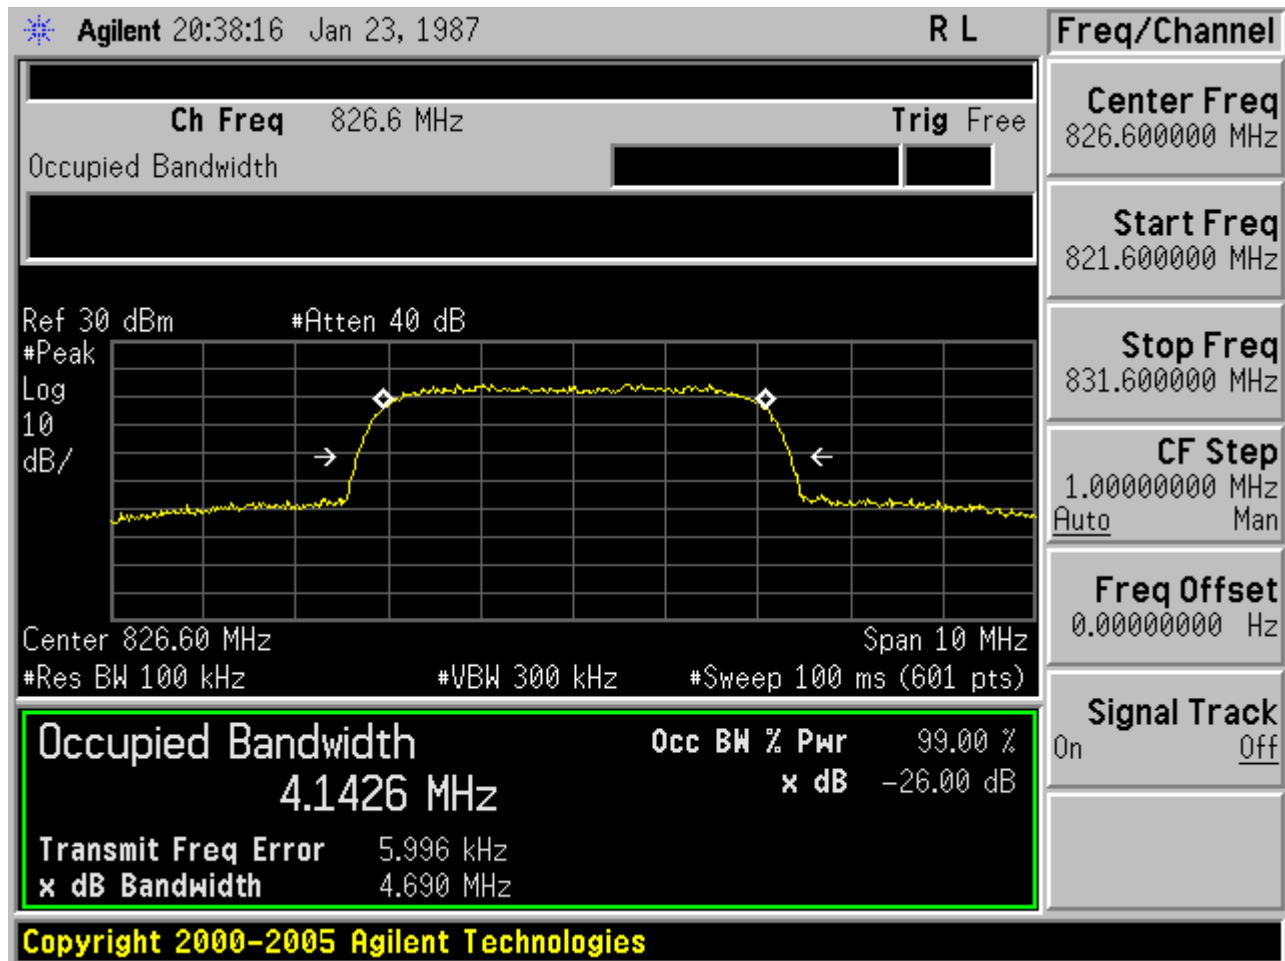 Agilent 20:38:16 Jan 23, 1987 R L
Freq/Channel
Ch Freq 826.6 MHz Trig Free
Occupied Bandwidth
Center Freq
826.600000 MHz
Start Freq
821.600000 MHz
Stop Freq
831.600000 MHz
CF Step
1.00000000 MHz
Auto Man
Freq Offset
0.00000000 Hz
Signal Track
On Off
Ref 30 dBm #Atten 40 dB
#Peak
Log
10
dB/
Center 826.60 MHz Span 10 MHz
#Res BW 100 kHz #VBW 300 kHz #Sweep 100 ms (601 pts)
Occupied Bandwidth
4.1426 MHz
Occ BW % Pwr 99.00 %
x dB -26.00 dB
Transmit Freq Error 5.996 kHz
x dB Bandwidth 4.690 MHz
Copyright 2000-2005 Agilent Technologies